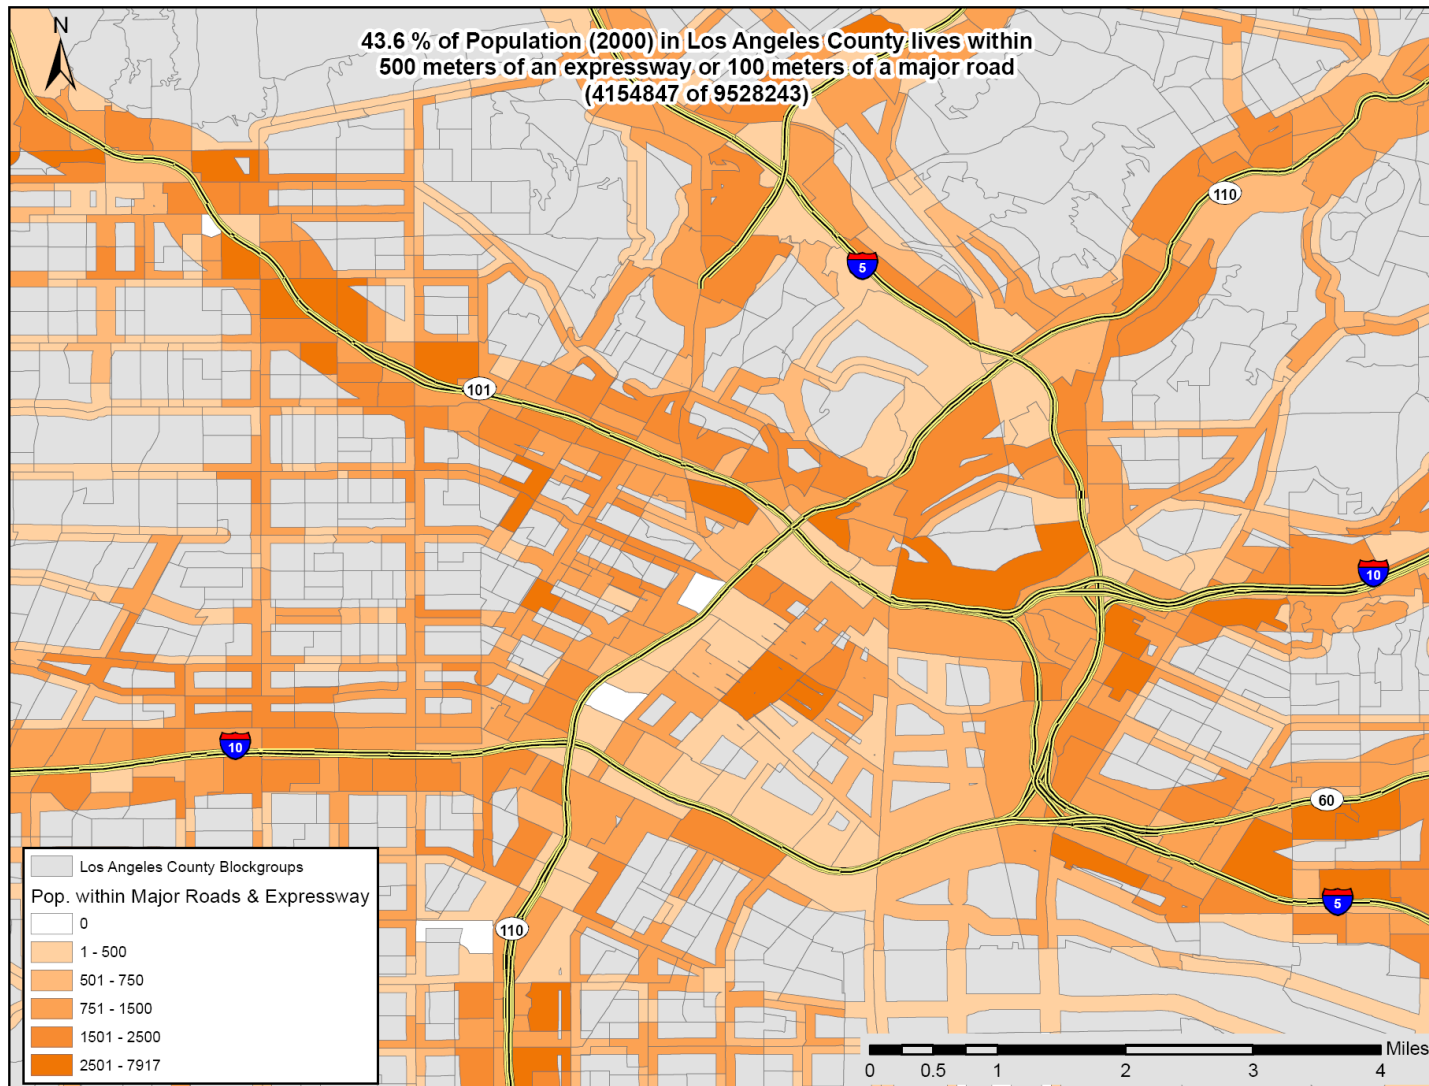 N
43.6 % of Population (2000) in Los Angeles County lives within
500 meters of an expressway or 100 meters of a major road
(4154847 of 9528243)
110
5
101
10
10
60
5
110
Los Angeles County Blockgroups
Pop. within Major Roads & Expressway
0
1 - 500
501 - 750
751 - 1500
1501 - 2500
2501 - 7917
Miles
0 0.5 1 2 3 4